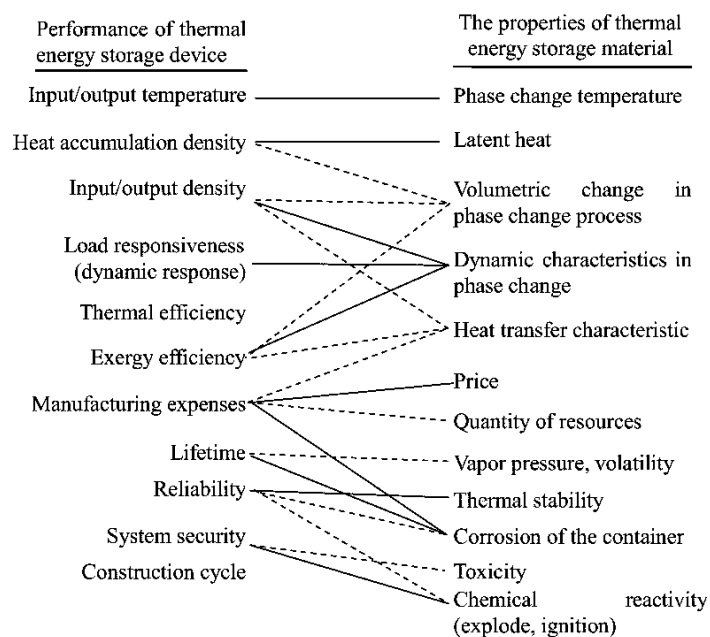 Performance of thermal
energy storage device
The properties of thermal
energy storage material
Input/output temperature
Phase change temperature
Heat accumulation density
Latent heat
Input/output density
Volumetric change in
phase change process
Load responsiveness
(dynamic response)
Dynamic characteristics in
phase change
Thermal efficiency
Heat transfer characteristic
Exergy efficiency
Price
Manufacturing expenses
Quantity of resources
Lifetime
Vapor pressure, volatility
Reliability
Thermal stability
System security
Corrosion of the container
Construction cycle
Toxicity
Chemical reactivity
(explode, ignition)